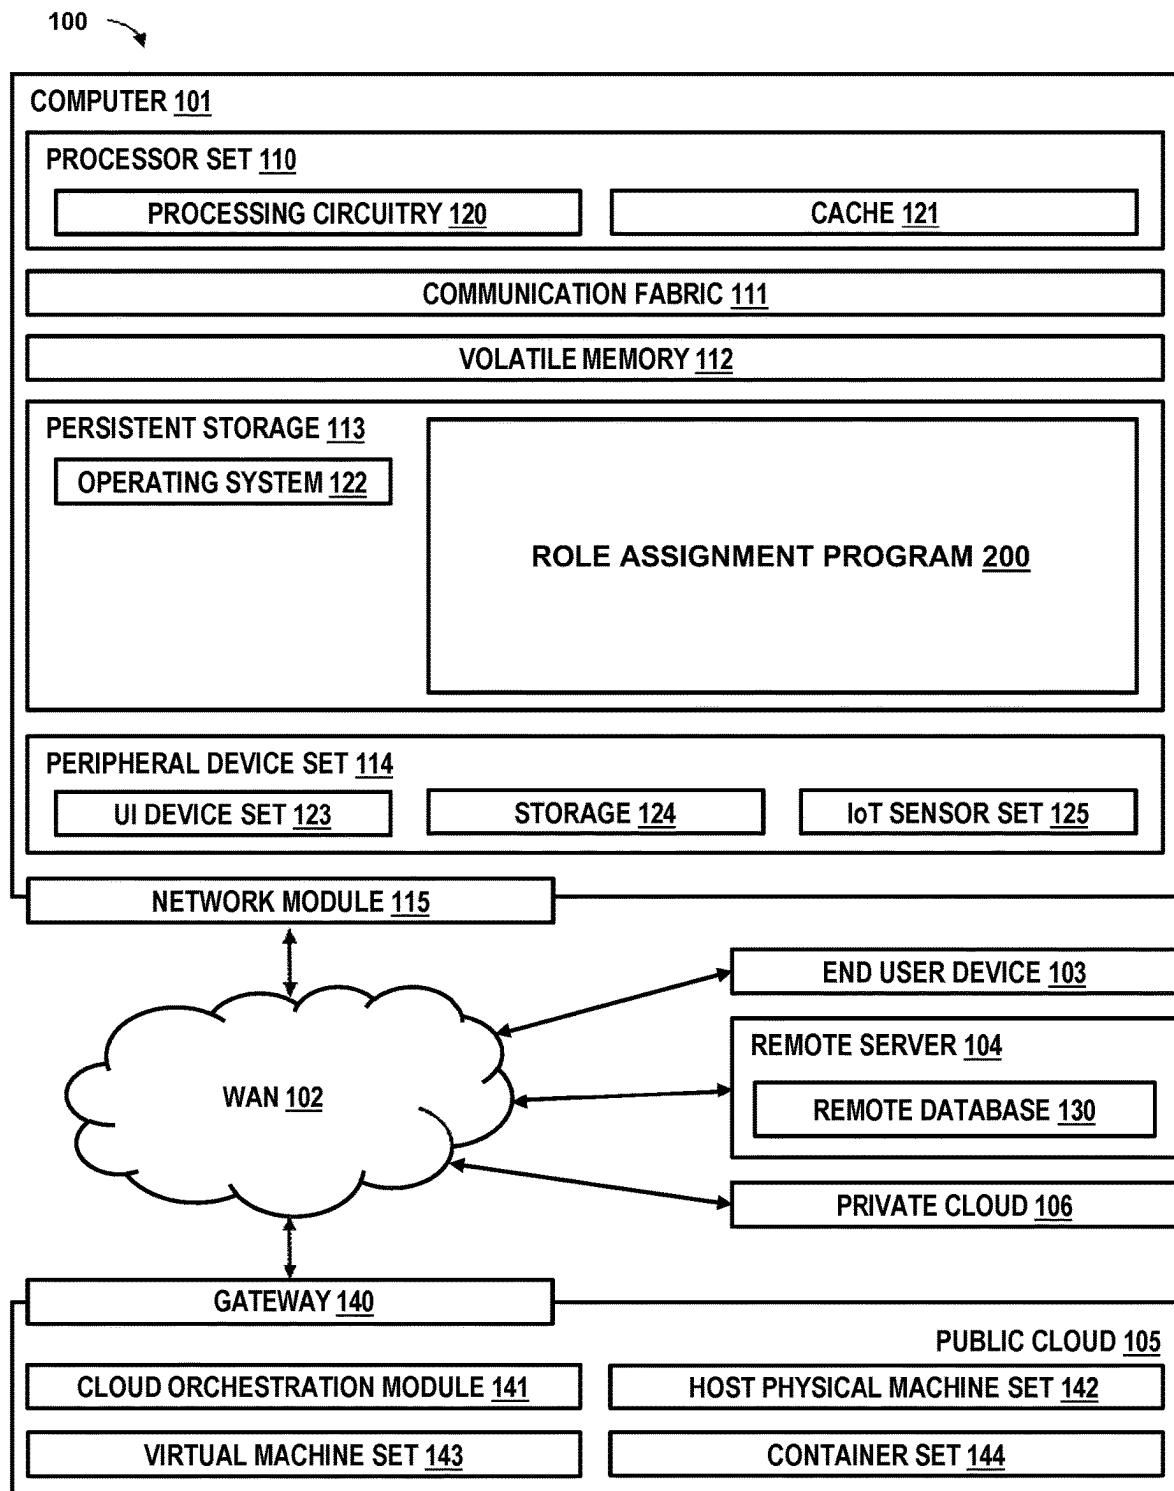 100
COMPUTER 101
PROCESSOR SET 110
PROCESSING CIRCUITRY 120
CACHE 121
COMMUNICATION FABRIC 111
VOLATILE MEMORY 112
PERSISTENT STORAGE 113
OPERATING SYSTEM 122
ROLE ASSIGNMENT PROGRAM 200
PERIPHERAL DEVICE SET 114
UI DEVICE SET 123
STORAGE 124
IoT SENSOR SET 125
NETWORK MODULE 115
END USER DEVICE 103
REMOTE SERVER 104
WAN 102
REMOTE DATABASE 130
PRIVATE CLOUD 106
GATEWAY 140
PUBLIC CLOUD 105
CLOUD ORCHESTRATION MODULE 141
HOST PHYSICAL MACHINE SET 142
VIRTUAL MACHINE SET 143
CONTAINER SET 144